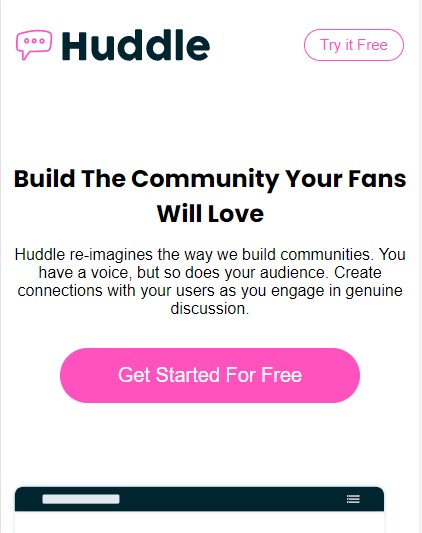 Huddle
Try it Free
Build The Community Your Fans
Will Love
Huddle re-imagines the way we build communities. You
have a voice, but so does your audience. Create
connections with your users as you engage in genuine
discussion.
Get Started For Free